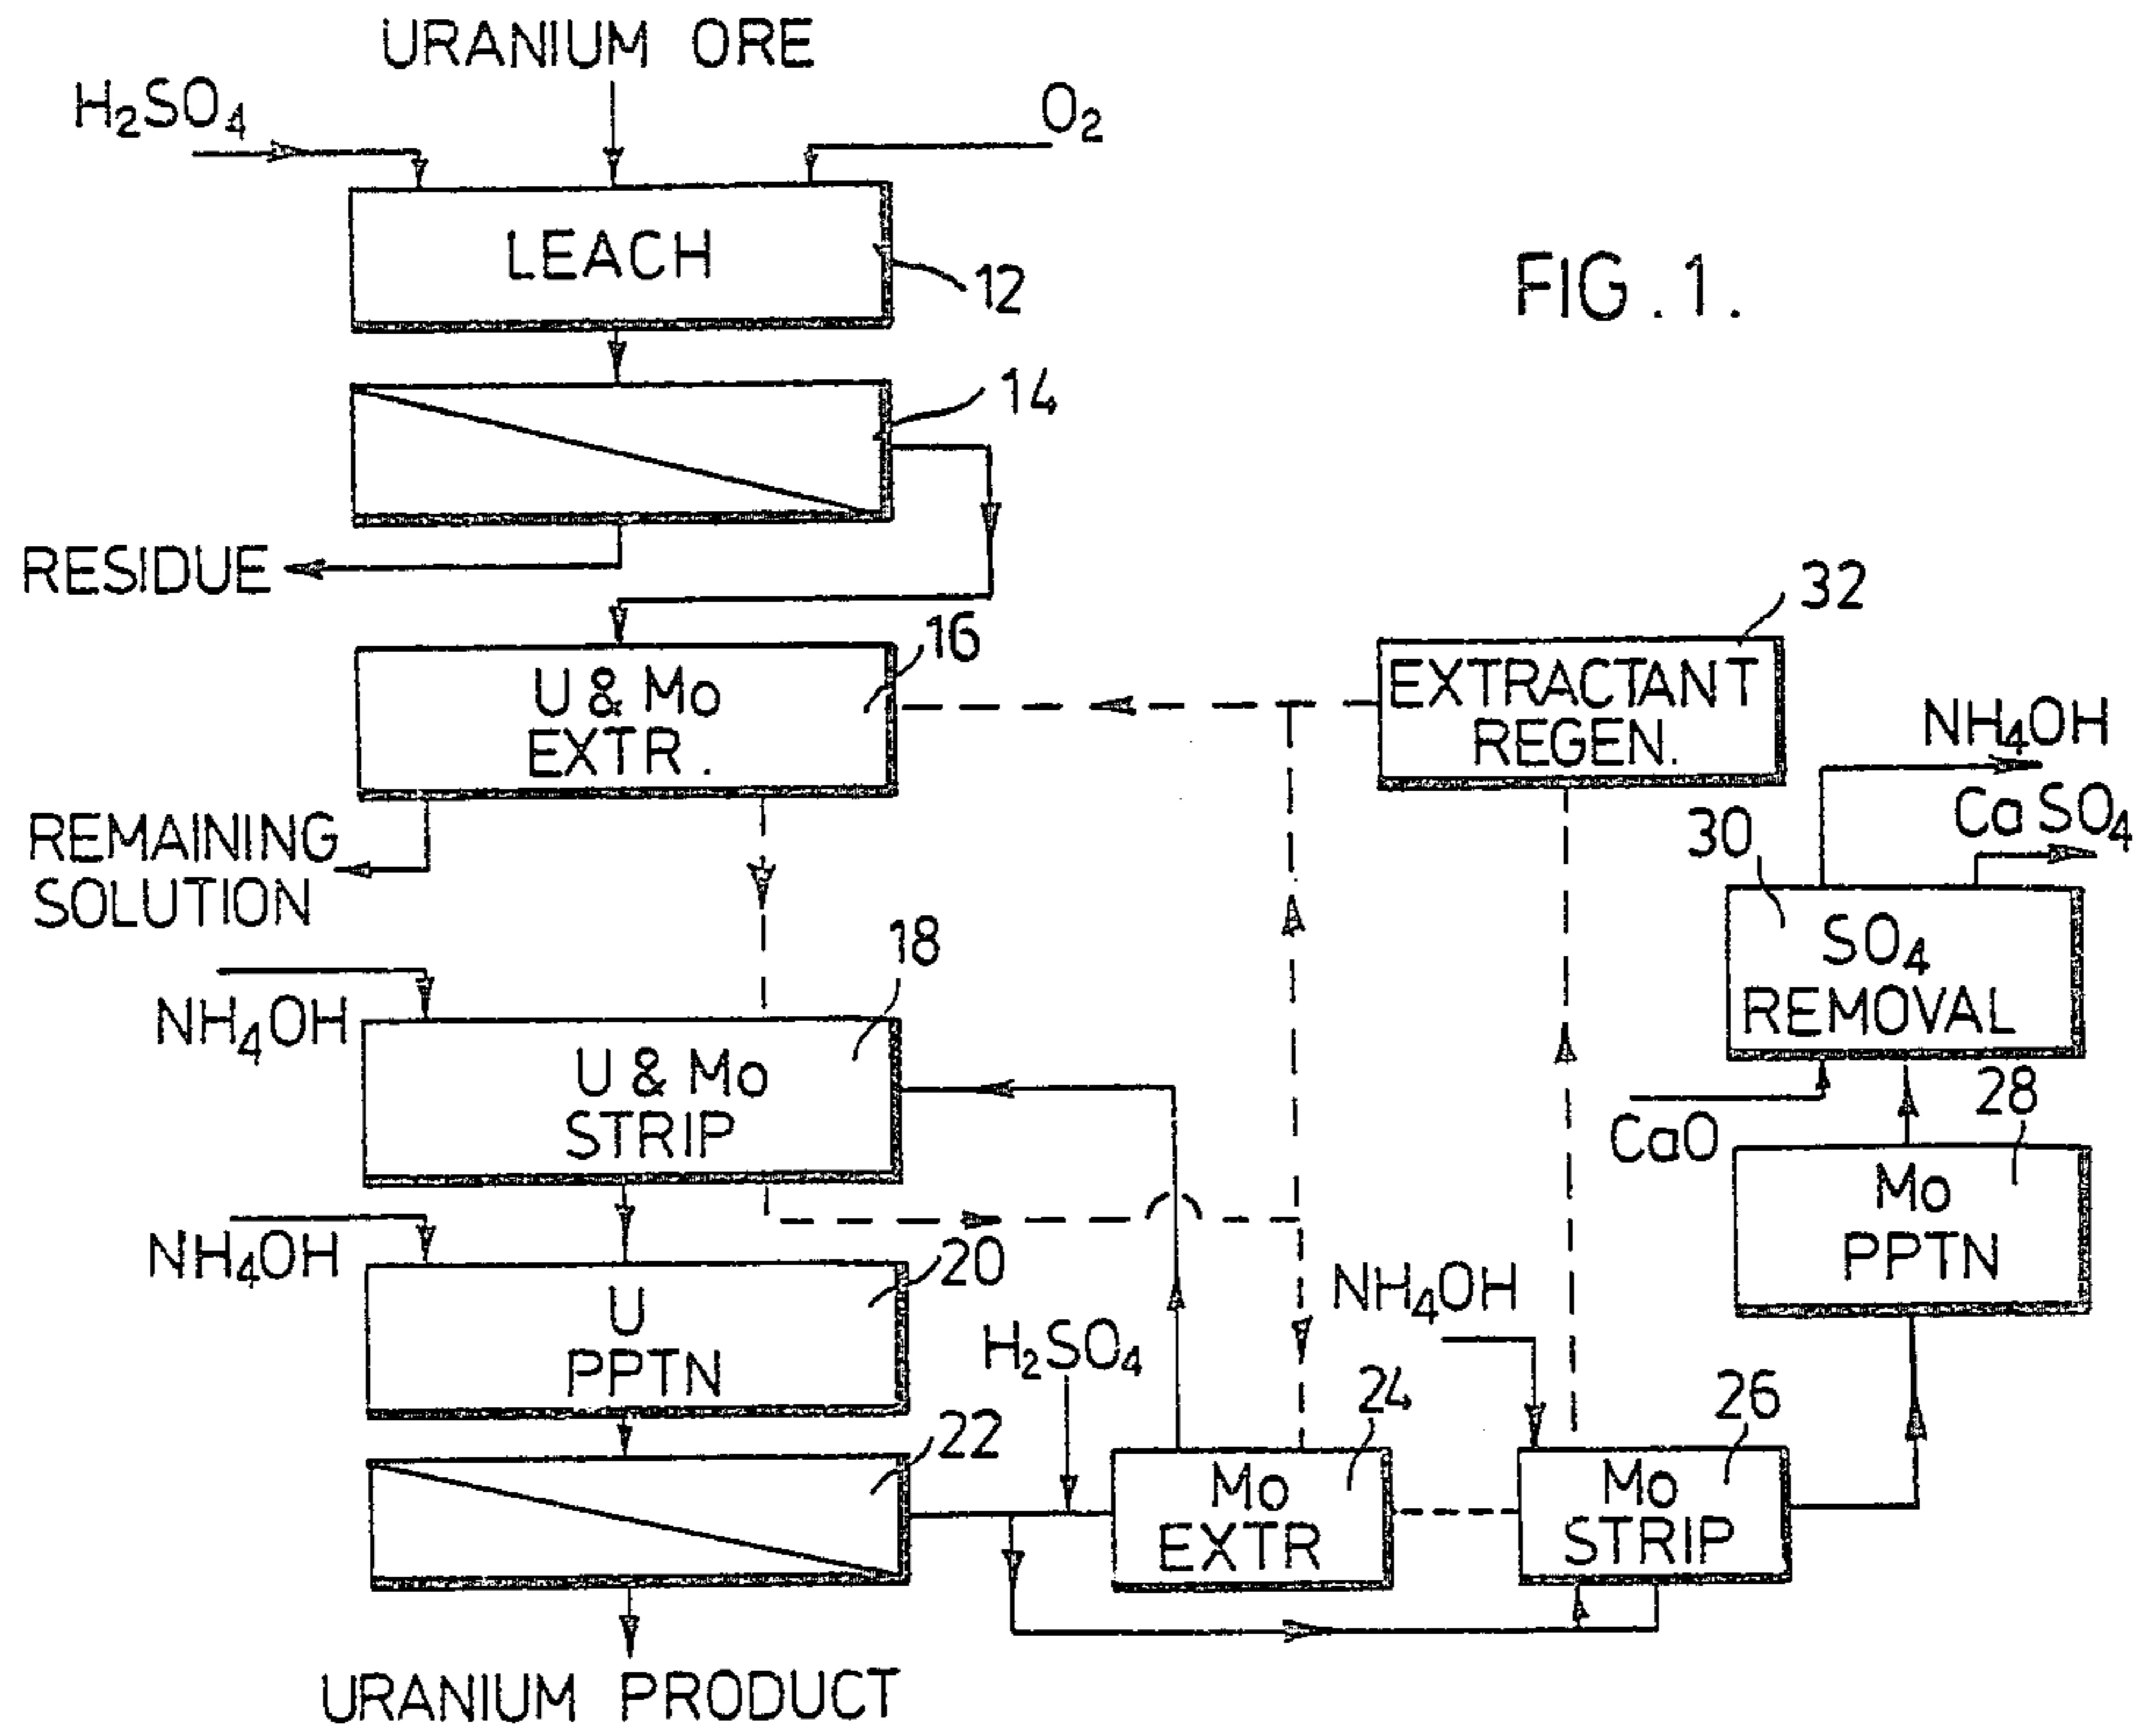 URANIUM ORE
H₂SO₄
O₂
LEACH
12
FIG. 1.
14
RESIDUE
16
U & Mo
EXTR.
32
EXTRACTANT
REGEN.
NH₄OH
CaSO₄
REMAINING
SOLUTION
30
SO₄
REMOVAL
18
NH₄OH
U & Mo
STRIP
CaO
28
Mo
PPTN
NH₄OH
20
U
PPTN
H₂SO₄
NH₄OH
22
24
Mo
EXTR
26
Mo
STRIP
URANIUM PRODUCT